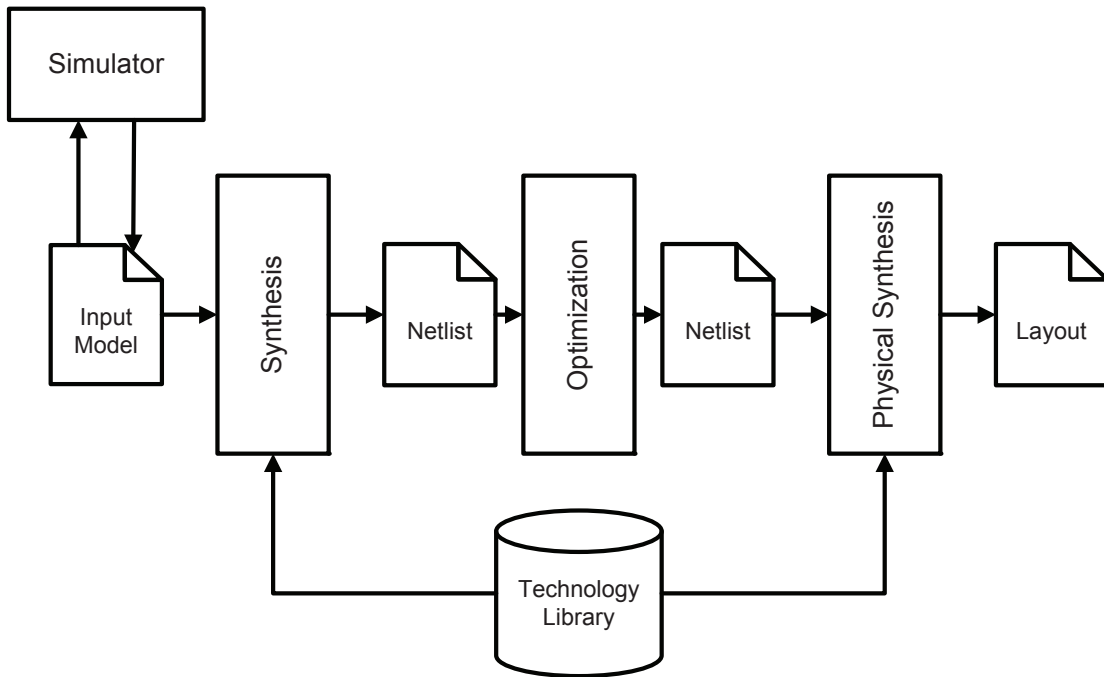 Simulator
Input
Model
Synthesis
Netlist
Optimization
Netlist
Physical Synthesis
Layout
Technology
Library